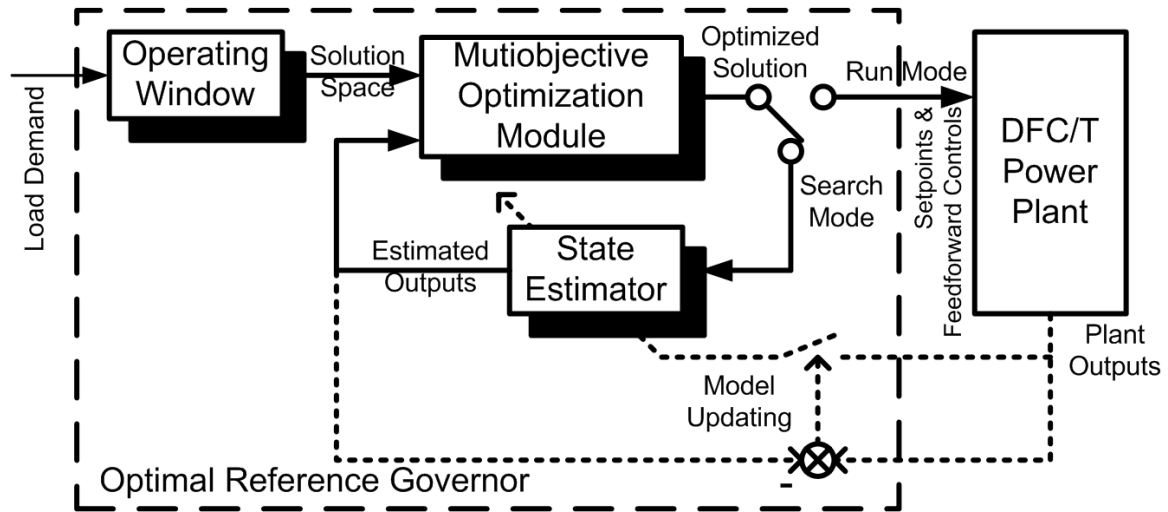 Operating
Window
Solution
Space
Mutiobjective
Optimization
Module
Optimized
Solution
Run Mode
Load Demand
Setpoints &
Feedforward Controls
DFC/T
Power
Plant
Search
Mode
Estimated
Outputs
State
Estimator
Plant
Outputs
Model
Updating
-
Optimal Reference Governor